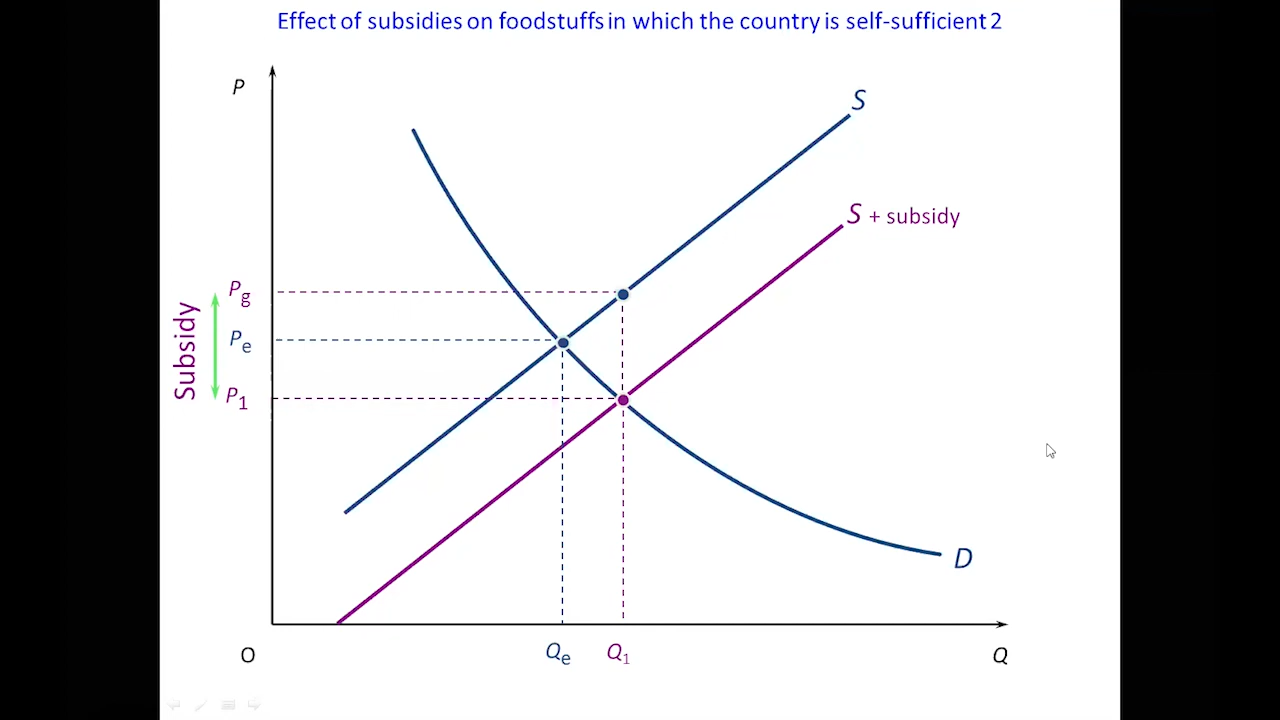 Effect of subsidies on foodstuffs in which the country is self-sufficient 2
P
S
S + subsidy
Pg
Subsidy
Pe
P1
D
O
Qe
Q1
Q